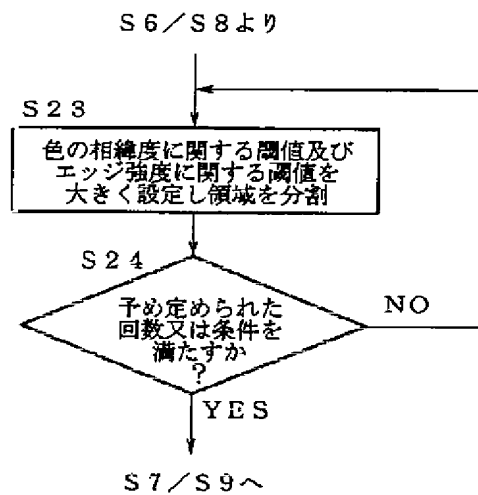 S6/S8より
S23
色の相緯度に関する閾値及び
エッジ強度に関する閾値を
大きく設定し領域を分割
S24
予め定められた
回数又は条件を
満たすか
?
NO
YES
S7/S9へ